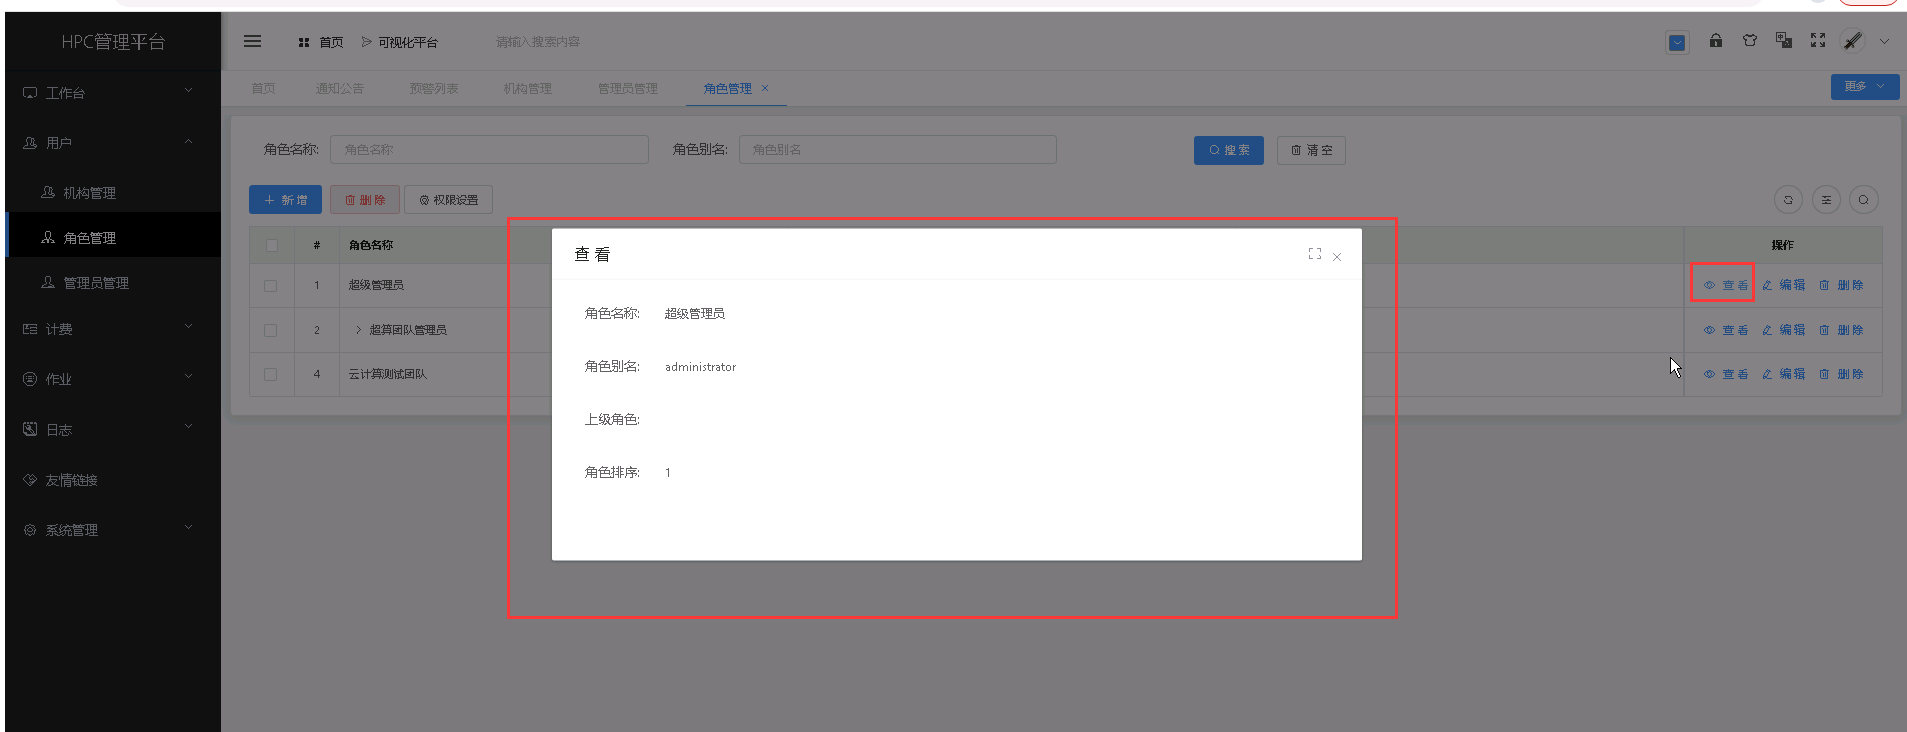 HPC管理平台
首页 可视化平台 请输入搜索内容
工作台
首页 通知公告 预警列表 机构管理 管理员管理 角色管理 × 更多
用户
角色名称: 角色名称 角色别名: 角色别名 搜索 清空
机构管理
+ 新增 删除 权限设置
角色管理
# 角色名称 操作
查看
管理员管理
1 超级管理员 查看 编辑 删除
角色名称: 超级管理员
计费
2 超算团队管理员 查看 编辑 删除
角色别名: administrator
作业
4 云计算测试团队 查看 编辑 删除
上级角色:
日志
角色排序: 1
友情链接
系统管理